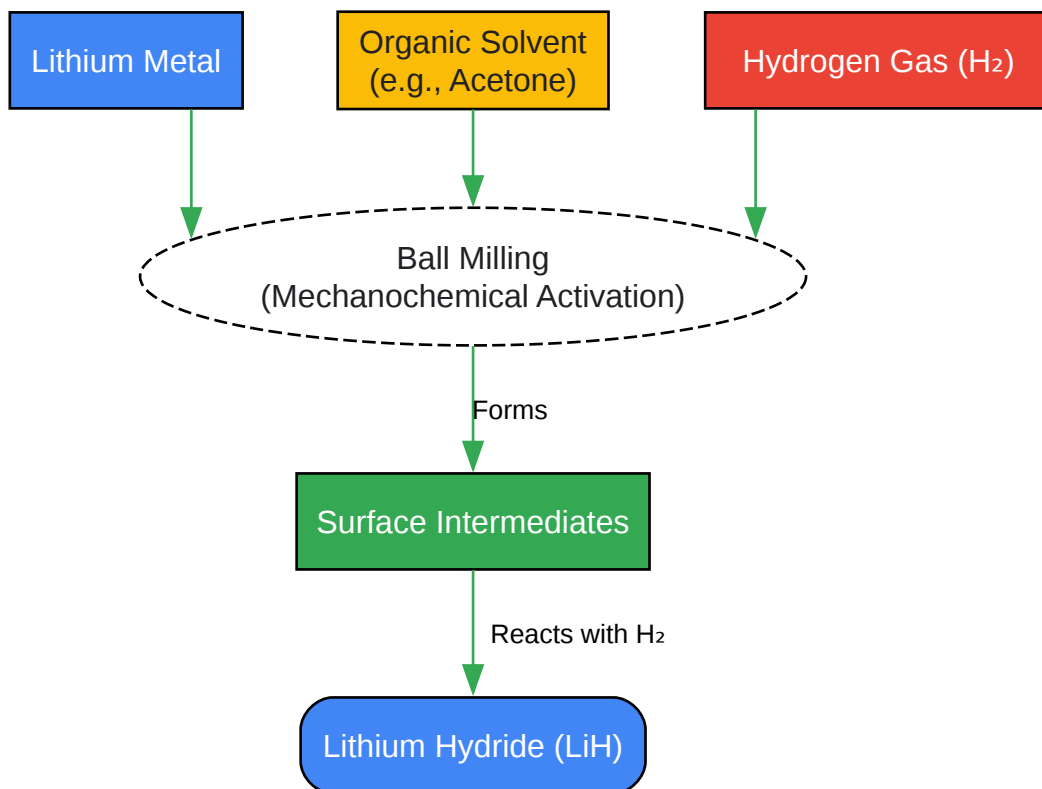 Lithium Metal
Organic Solvent
(e.g., Acetone)
Hydrogen Gas (H₂)
Ball Milling
(Mechanochemical Activation)
Forms
Surface Intermediates
Reacts with H₂
Lithium Hydride (LiH)